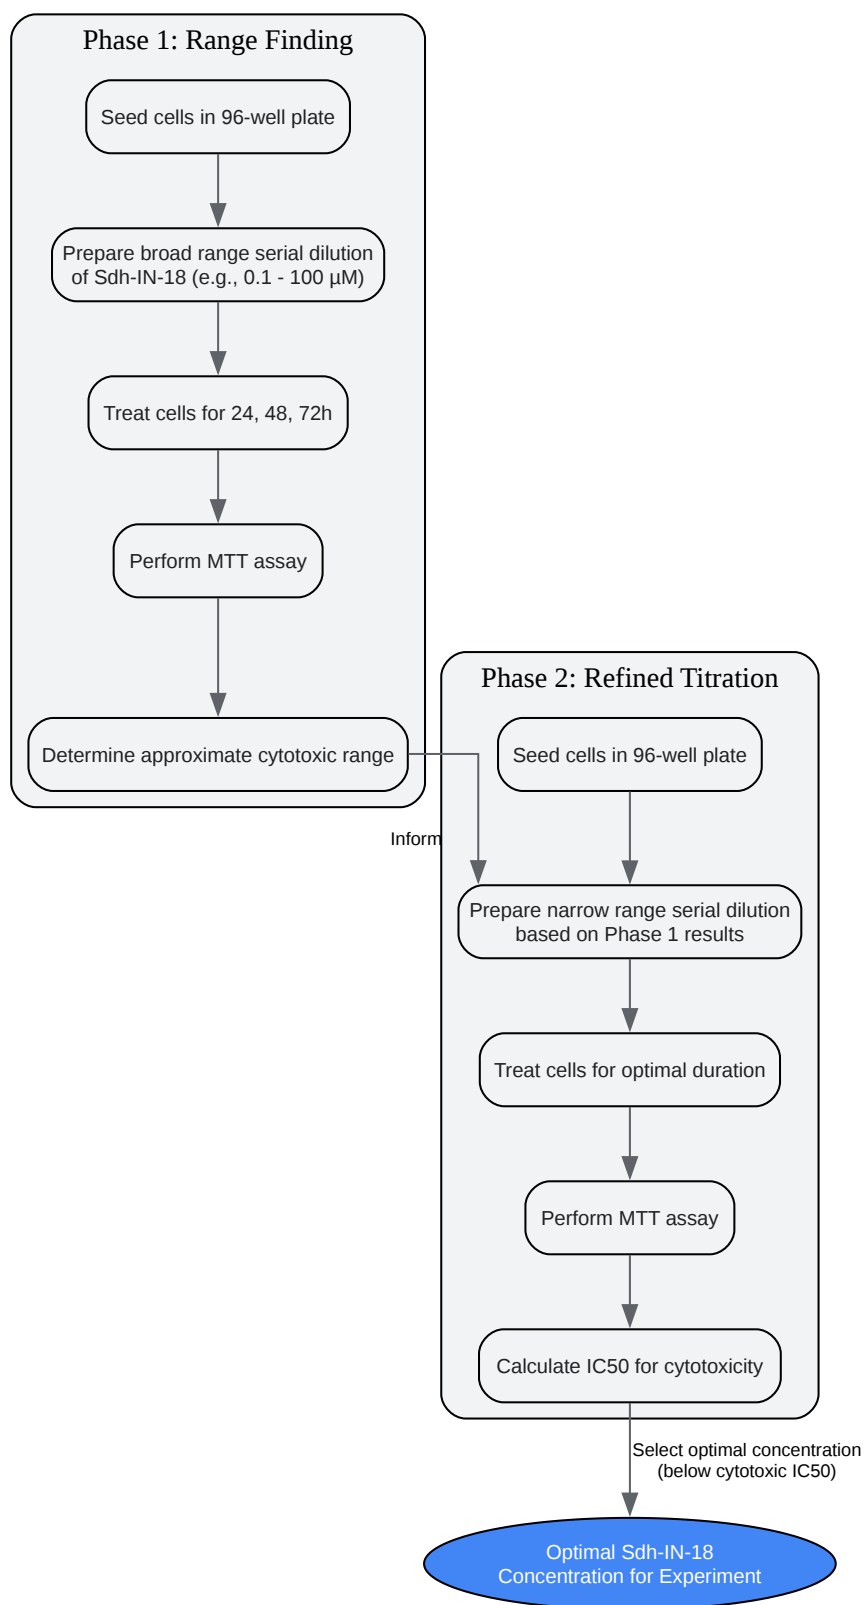 Phase 1: Range Finding
Seed cells in 96-well plate
Prepare broad range serial dilution
of Sdh-IN-18 (e.g., 0.1 - 100 µM)
Treat cells for 24, 48, 72h
Perform MTT assay
Determine approximate cytotoxic range
Inform
Phase 2: Refined Titration
Seed cells in 96-well plate
Prepare narrow range serial dilution
based on Phase 1 results
Treat cells for optimal duration
Perform MTT assay
Calculate IC50 for cytotoxicity
Select optimal concentration
(below cytotoxic IC50)
Optimal Sdh-IN-18
Concentration for Experiment